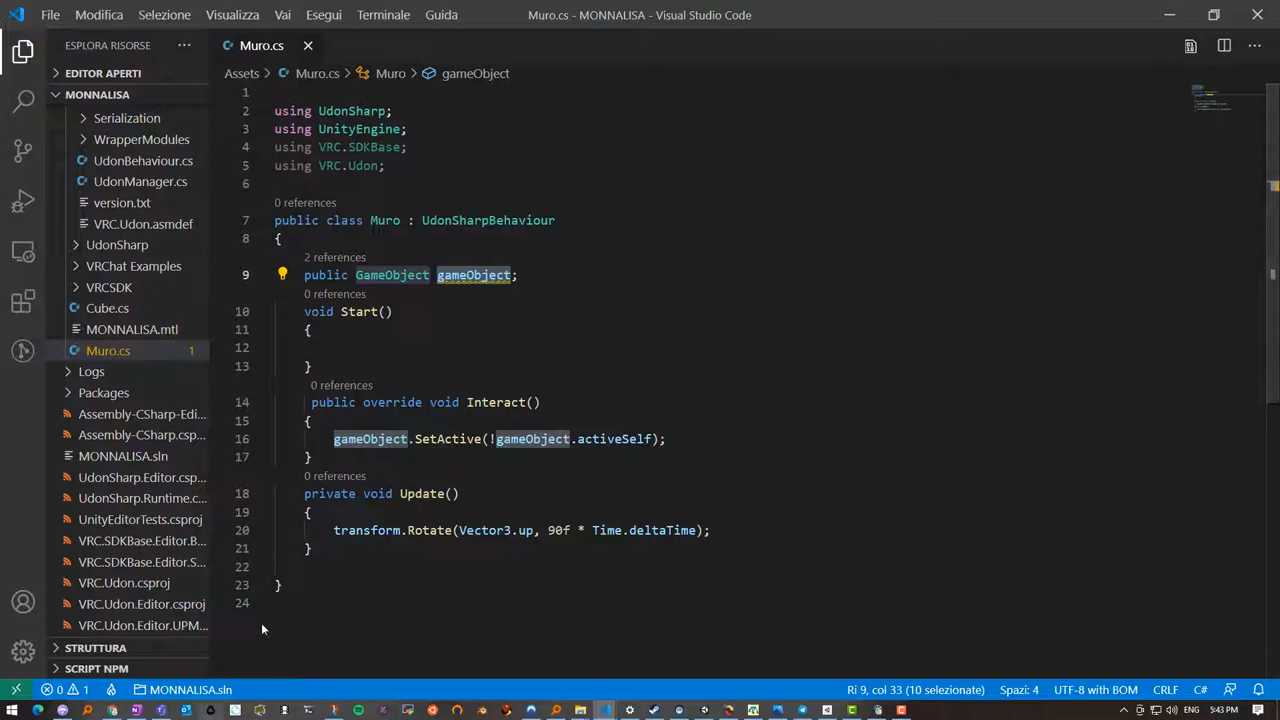 File Modifica Selezione Visualizza Vai Esegui Terminale Guida Muro.cs - MONNALISA - Visual Studio Code
ESPLORA RISORSE ··· Muro.cs
EDITOR APERTI
MONNALISA
Assets > Muro.cs > Muro > gameObject
Serialization
WrapperModules
UdonBehaviour.cs
UdonManager.cs
version.txt
VRC.Udon.asmdef
UdonSharp
VRChat Examples
VRCSDK
Cube.cs
MONNALISA.mtl
Muro.cs 1
Logs
Packages
Assembly-CSharp-Edi...
Assembly-CSharp.csp...
MONNALISA.sln
UdonSharp.Editor.csp...
UdonSharp.Runtime.c...
UnityEditorTests.csproj
VRC.SDKBase.Editor.B...
VRC.SDKBase.Editor.S...
VRC.Udon.csproj
VRC.Udon.Editor.csproj
VRC.Udon.Editor.UPM...
STRUTTURA
SCRIPT NPM
1
2 using UdonSharp;
3 using UnityEngine;
4 using VRC.SDKBase;
5 using VRC.Udon;
6
0 references
7 public class Muro : UdonSharpBehaviour
8 {
2 references
9 public GameObject gameObject;
0 references
10 void Start()
11 {
12
13 }
0 references
14 public override void Interact()
15 {
16 gameObject.SetActive(!gameObject.activeSelf);
17 }
0 references
18 private void Update()
19 {
20 transform.Rotate(Vector3.up, 90f * Time.deltaTime);
21 }
22
23 }
24
0 1 MONNALISA.sln Ri 9, col 33 (10 selezionate) Spazi: 4 UTF-8 with BOM CRLF C#
ENG 5:43 PM